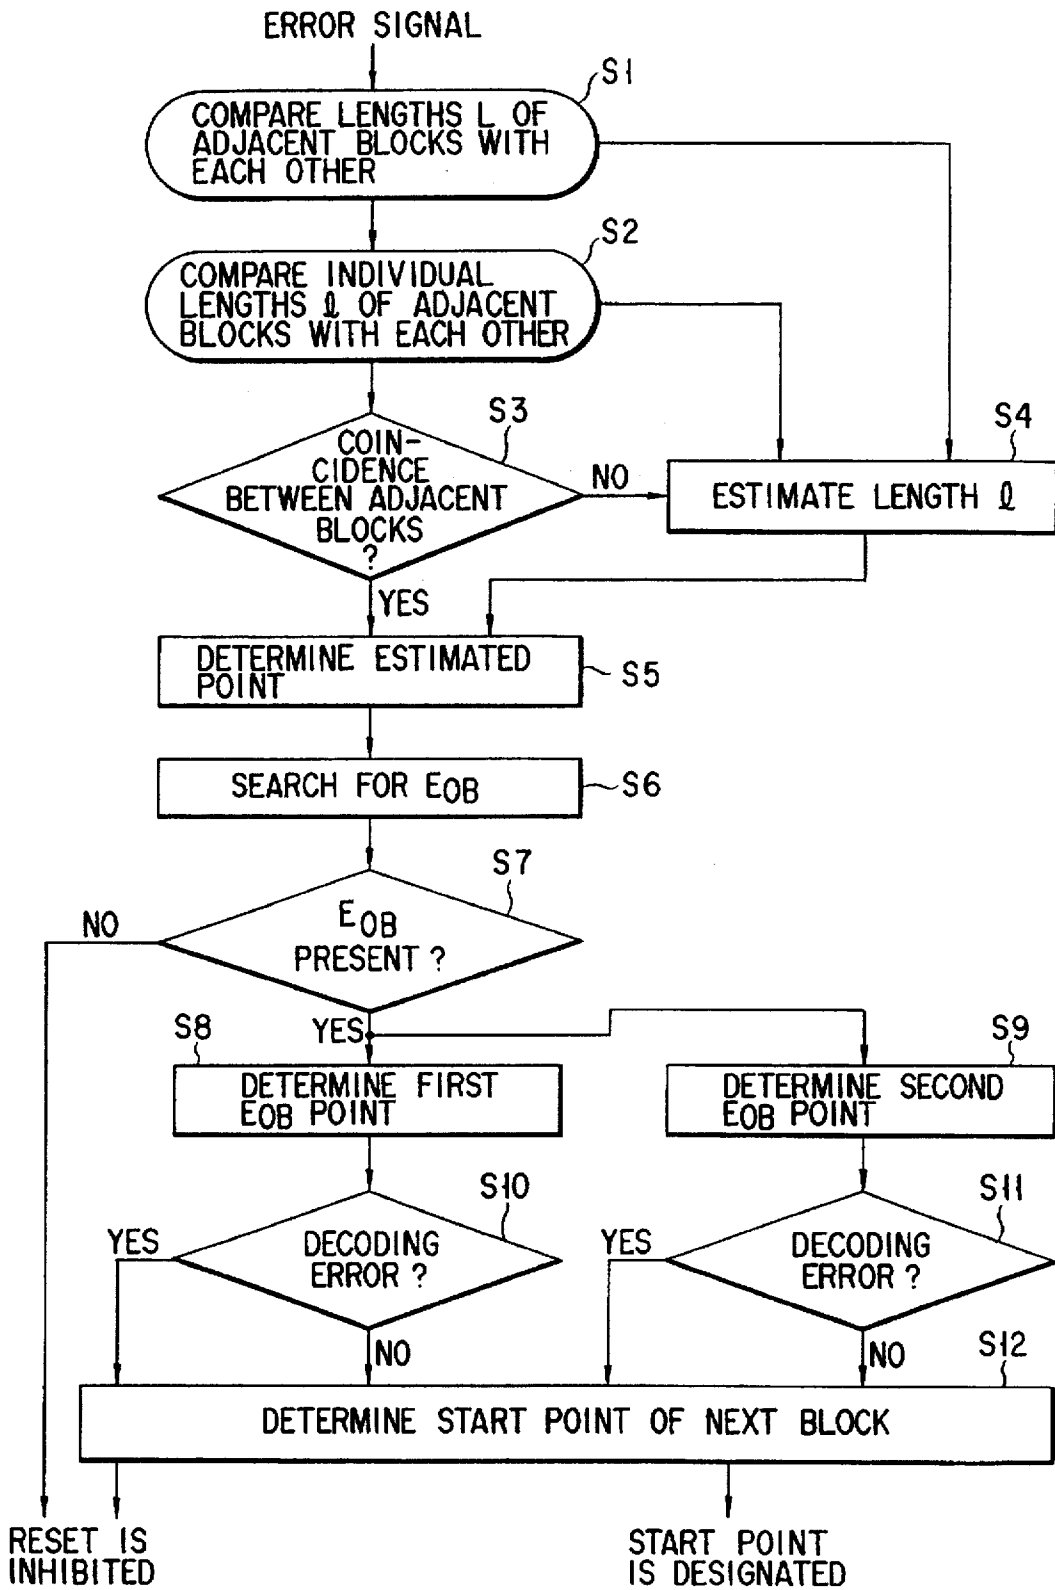 ERROR SIGNAL
S1
COMPARE LENGTHS L OF
ADJACENT BLOCKS WITH
EACH OTHER
S2
COMPARE INDIVIDUAL
LENGTHS ℓ OF ADJACENT
BLOCKS WITH EACH OTHER
S3
COIN-
CIDENCE
BETWEEN ADJACENT
BLOCKS
?
NO
S4
ESTIMATE LENGTH ℓ
YES
DETERMINE ESTIMATED
POINT
S5
SEARCH FOR EOB
S6
S7
EOB
PRESENT ?
NO
YES
S8
DETERMINE FIRST
EOB POINT
S9
DETERMINE SECOND
EOB POINT
S10
DECODING
ERROR ?
YES
NO
S11
DECODING
ERROR ?
YES
NO
S12
DETERMINE START POINT OF NEXT BLOCK
RESET IS
INHIBITED
START POINT
IS DESIGNATED